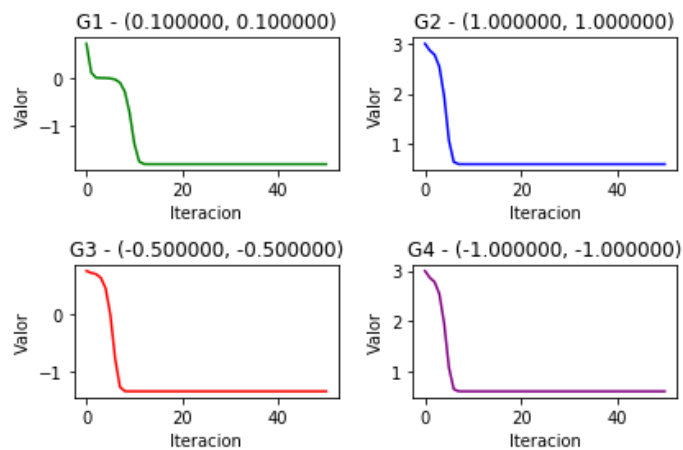 G1 - (0.100000, 0.100000)
Valor
0
−1
0
20
40
Iteracion
G2 - (1.000000, 1.000000)
Valor
3
2
1
0
20
40
Iteracion
G3 - (-0.500000, -0.500000)
Valor
0
−1
0
20
40
Iteracion
G4 - (-1.000000, -1.000000)
Valor
3
2
1
0
20
40
Iteracion